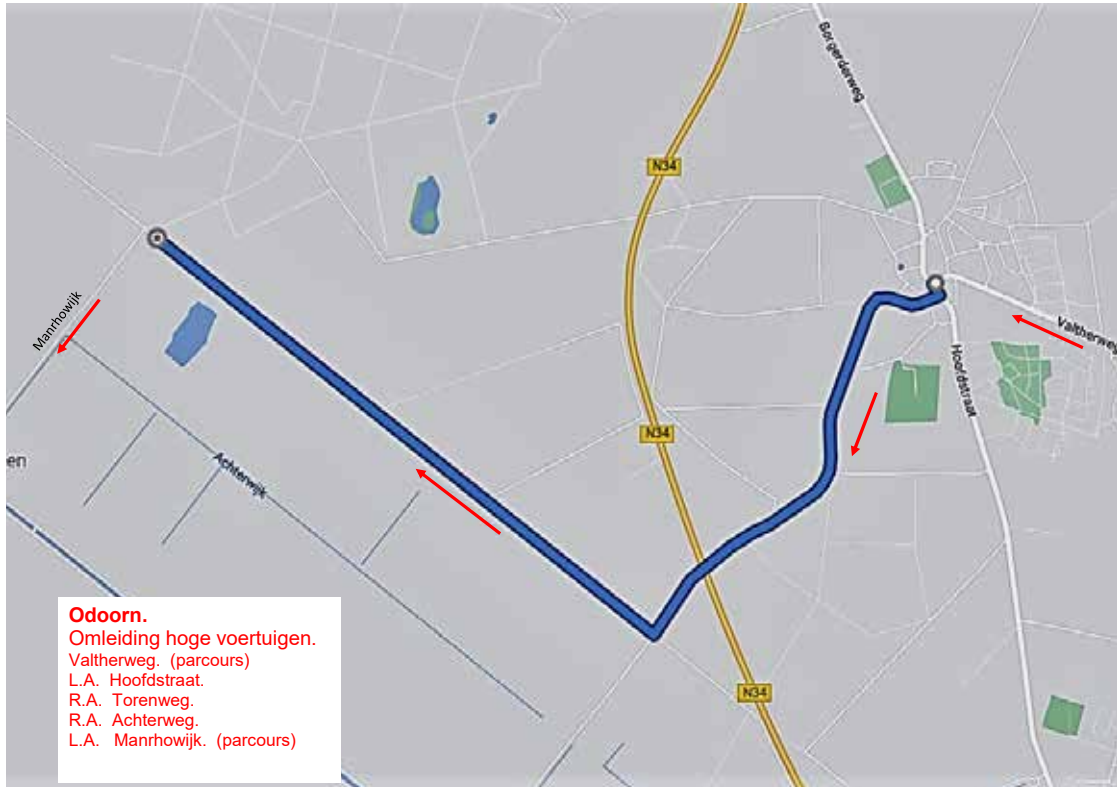 Borgerderweg
N34
Manrhowijk
Valtherweg
Hoofdstraat
N34
en
Achterwijk
Odoorn.
Omleiding hoge voertuigen.
Valtherweg. (parcours)
L.A. Hoofdstraat.
R.A. Torenweg.
R.A. Achterweg.
L.A. Manrhowijk. (parcours)
N34